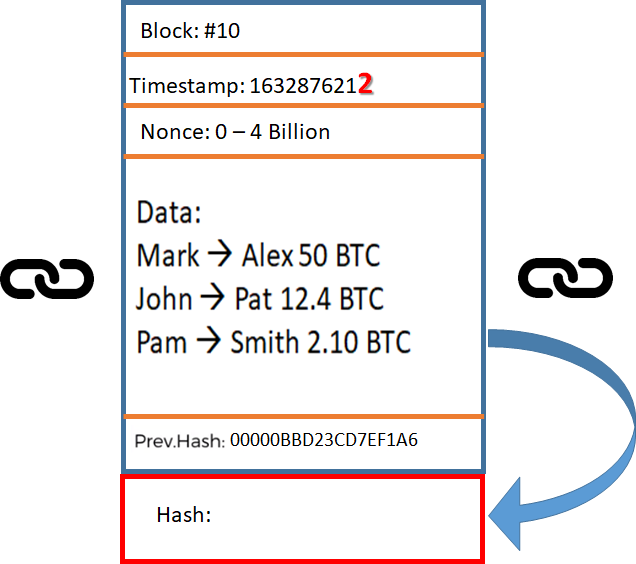 Block: #10
Timestamp: 1632876212
Nonce: 0 – 4 Billion
Data:
Mark → Alex 50 BTC
John → Pat 12.4 BTC
Pam → Smith 2.10 BTC
Prev.Hash: 00000BBD23CD7EF1A6
Hash: